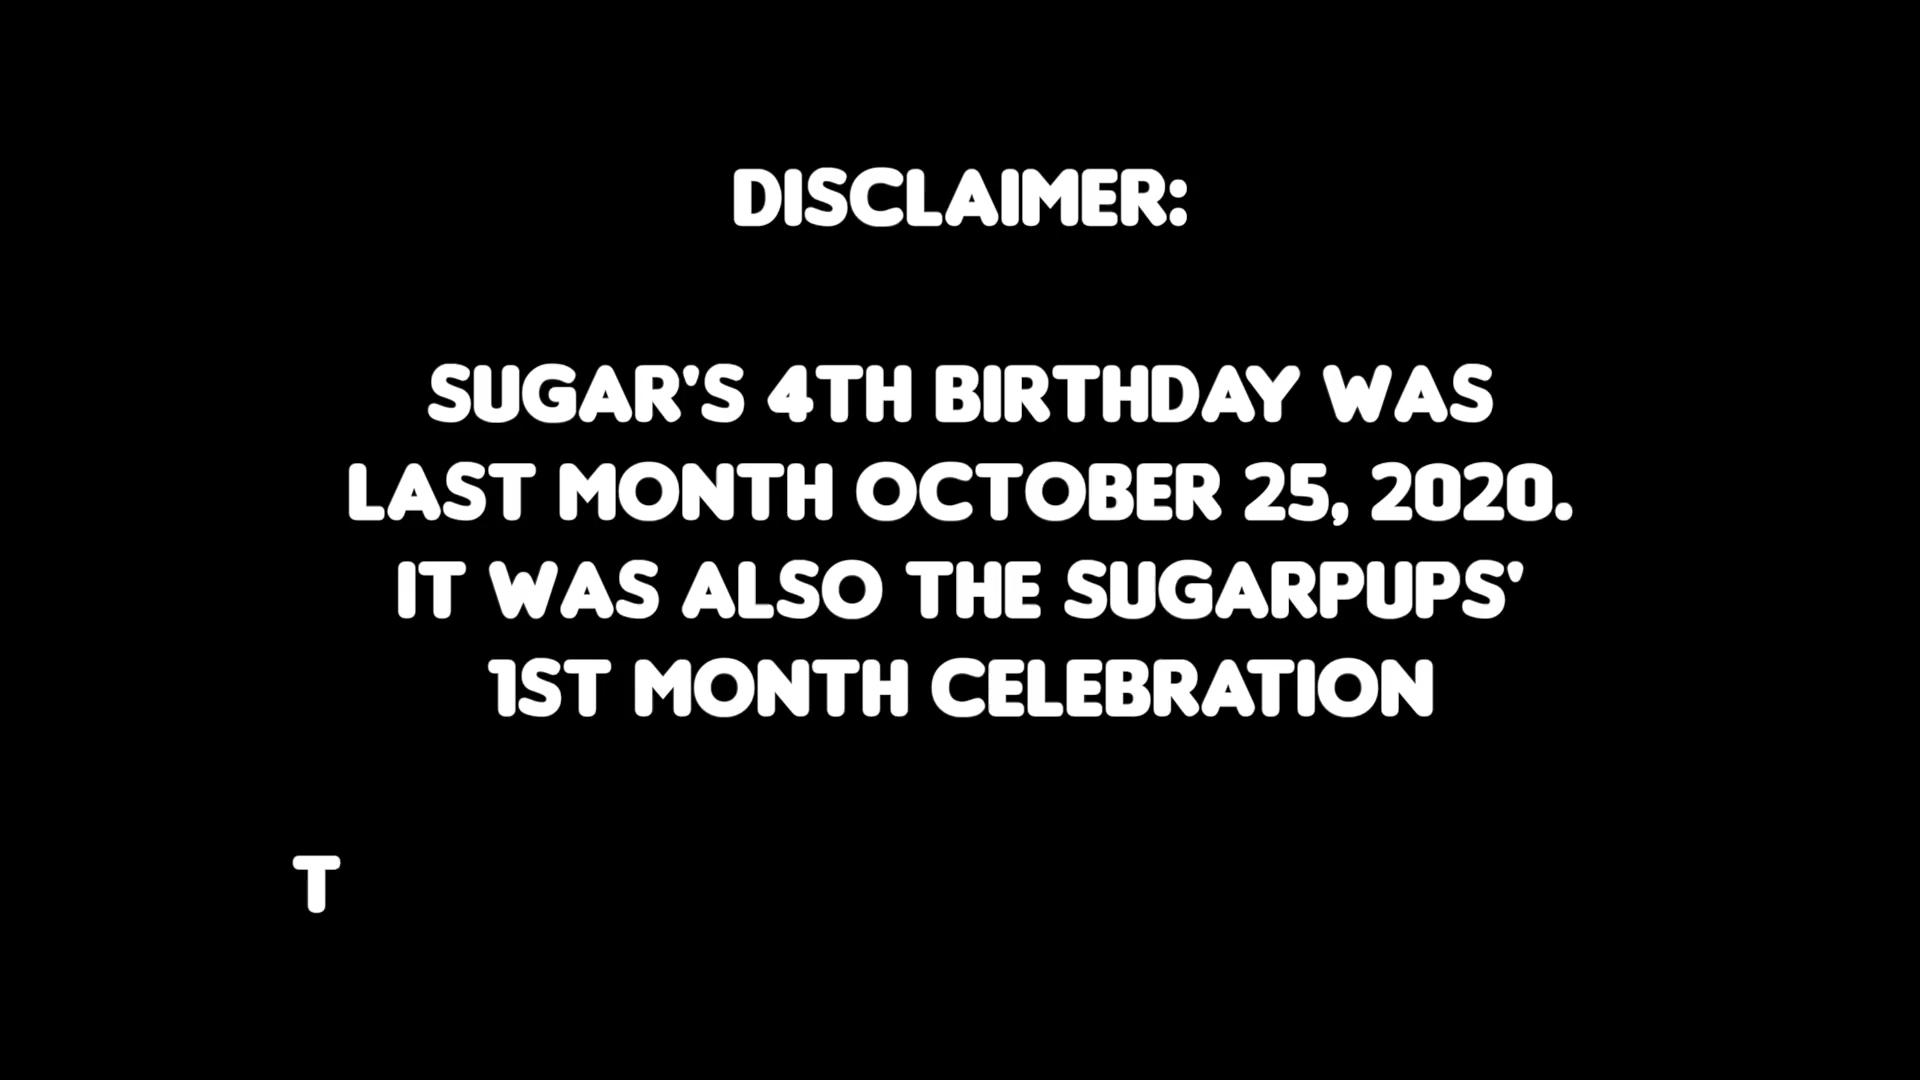 DISCLAIMER:
SUGAR'S 4TH BIRTHDAY WAS
LAST MONTH OCTOBER 25, 2020.
IT WAS ALSO THE SUGARPUPS'
1ST MONTH CELEBRATION
T